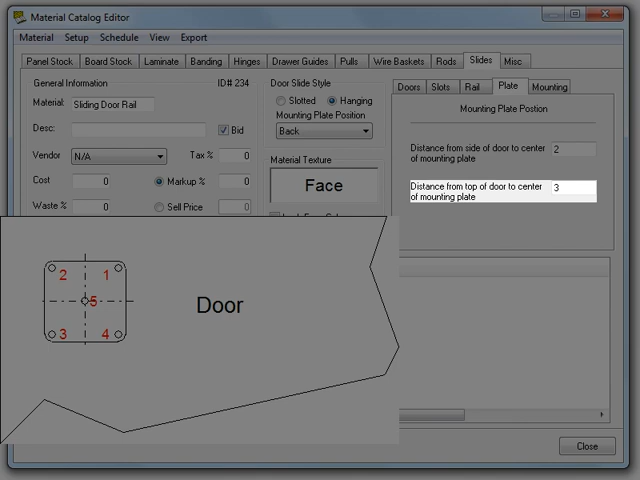 Material Catalog Editor
Material Setup Schedule View Export
Panel Stock Board Stock Laminate Banding Hinges Drawer Guides Pulls Wire Baskets Rods Slides Misc
General Information ID# 234
Material: Sliding Door Rail
Desc: Bid
Vendor N/A Tax % 0
Cost 0 Markup % 0
Waste % 0 Sell Price 0
Door Slide Style
Slotted Hanging
Mounting Plate Position
Back
Material Texture
Face
Doors Slots Rail Plate Mounting
Mounting Plate Postion
Distance from side of door to center 2
of mounting plate
Distance from top of door to center 3
of mounting plate
2 1
5
3 4
Door
Close